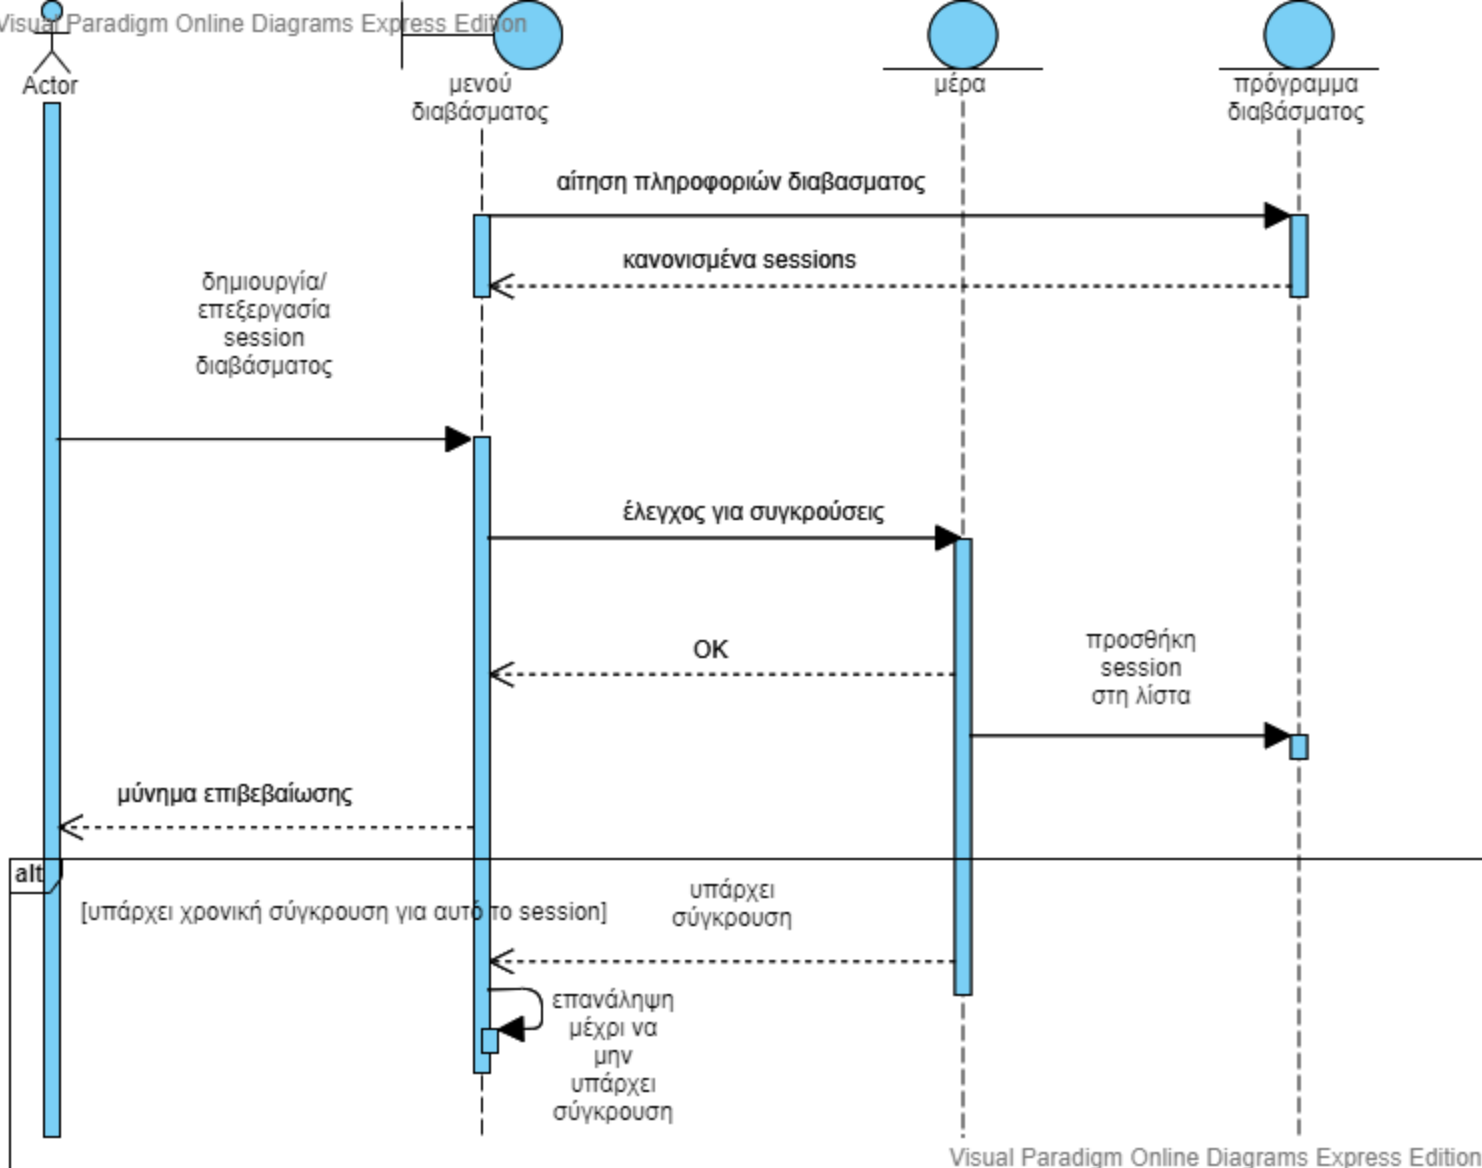 Visual Paradigm Online Diagrams Express Edition
Actor
μενού
διαβάσματος
μέρα
πρόγραμμα
διαβάσματος
αίτηση πληροφοριών διαβασματος
κανονισμένα sessions
δημιουργία/
επεξεργασία
session
διαβάσματος
έλεγχος για συγκρούσεις
OK
προσθήκη
session
στη λίστα
μύνημα επιβεβαίωσης
alt
[υπάρχει χρονική σύγκρουση για αυτό το session]
υπάρχει
σύγκρουση
επανάληψη
μέχρι να
μην
υπάρχει
σύγκρουση
Visual Paradigm Online Diagrams Express Edition